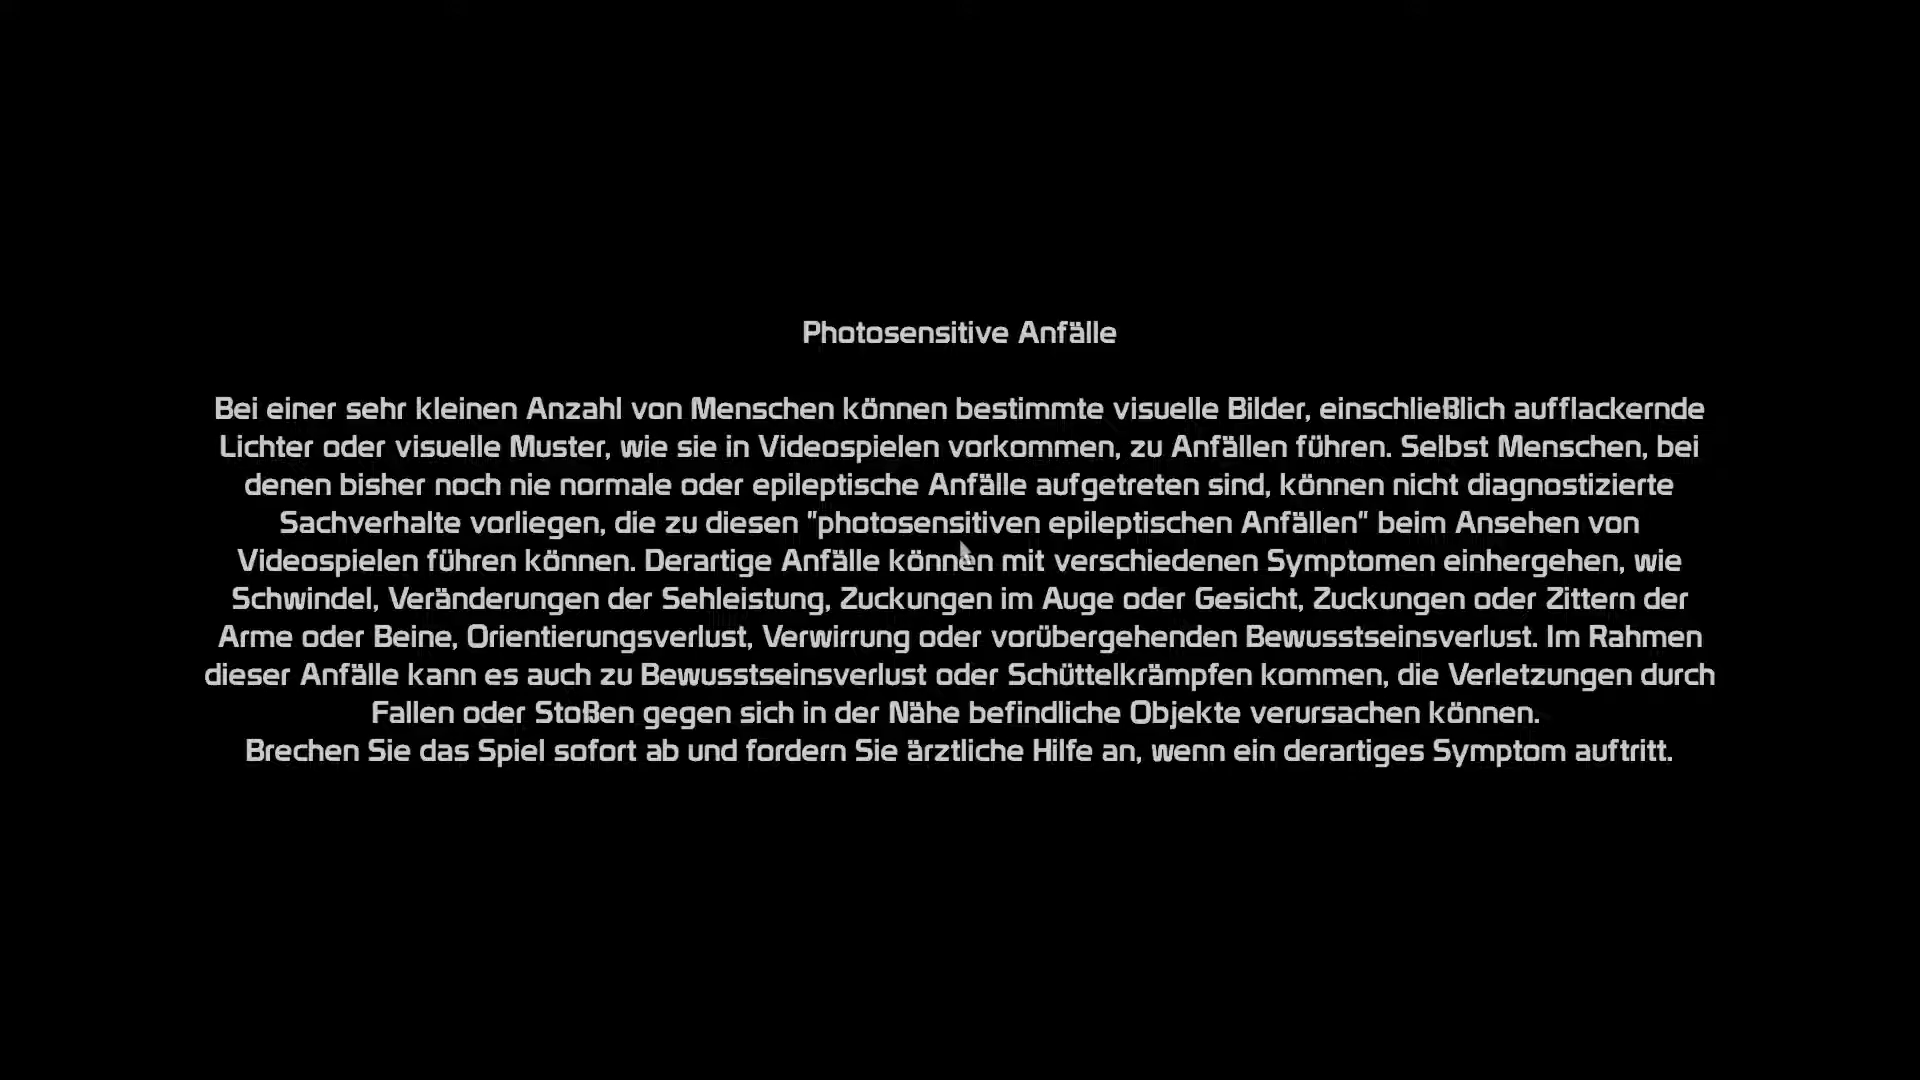 Photosensitive Anfälle
Bei einer sehr kleinen Anzahl von Menschen können bestimmte visuelle Bilder, einschließlich aufflackernde
Lichter oder visuelle Muster, wie sie in Videospielen vorkommen, zu Anfällen führen. Selbst Menschen, bei
denen bisher noch nie normale oder epileptische Anfälle aufgetreten sind, können nicht diagnostizierte
Sachverhalte vorliegen, die zu diesen "photosensitiven epileptischen Anfällen" beim Ansehen von
Videospielen führen können. Derartige Anfälle können mit verschiedenen Symptomen einhergehen, wie
Schwindel, Veränderungen der Sehleistung, Zuckungen im Auge oder Gesicht, Zuckungen oder Zittern der
Arme oder Beine, Orientierungsverlust, Verwirrung oder vorübergehenden Bewusstseinsverlust. Im Rahmen
dieser Anfälle kann es auch zu Bewusstseinsverlust oder Schüttelkrämpfen kommen, die Verletzungen durch
Fallen oder Stoßen gegen sich in der Nähe befindliche Objekte verursachen können.
Brechen Sie das Spiel sofort ab und fordern Sie ärztliche Hilfe an, wenn ein derartiges Symptom auftritt.